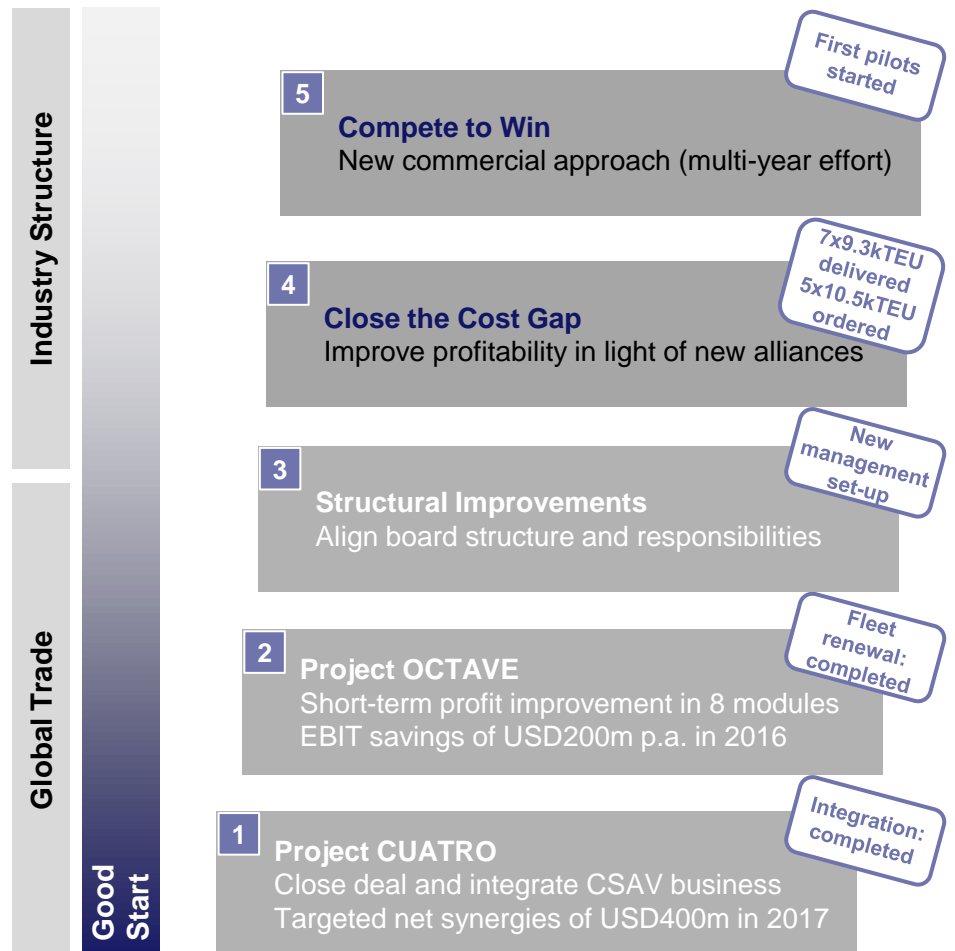 Industry Structure
Global Trade
Good
Start
First pilots
started
5
Compete to Win
New commercial approach (multi-year effort)
7x9.3kTEU
delivered
5x10.5kTEU
ordered
4
Close the Cost Gap
Improve profitability in light of new alliances
New
management
set-up
3
Structural Improvements
Align board structure and responsibilities
Fleet
renewal:
completed
2
Project OCTAVE
Short-term profit improvement in 8 modules
EBIT savings of USD200m p.a. in 2016
Integration:
completed
1
Project CUATRO
Close deal and integrate CSAV business
Targeted net synergies of USD400m in 2017